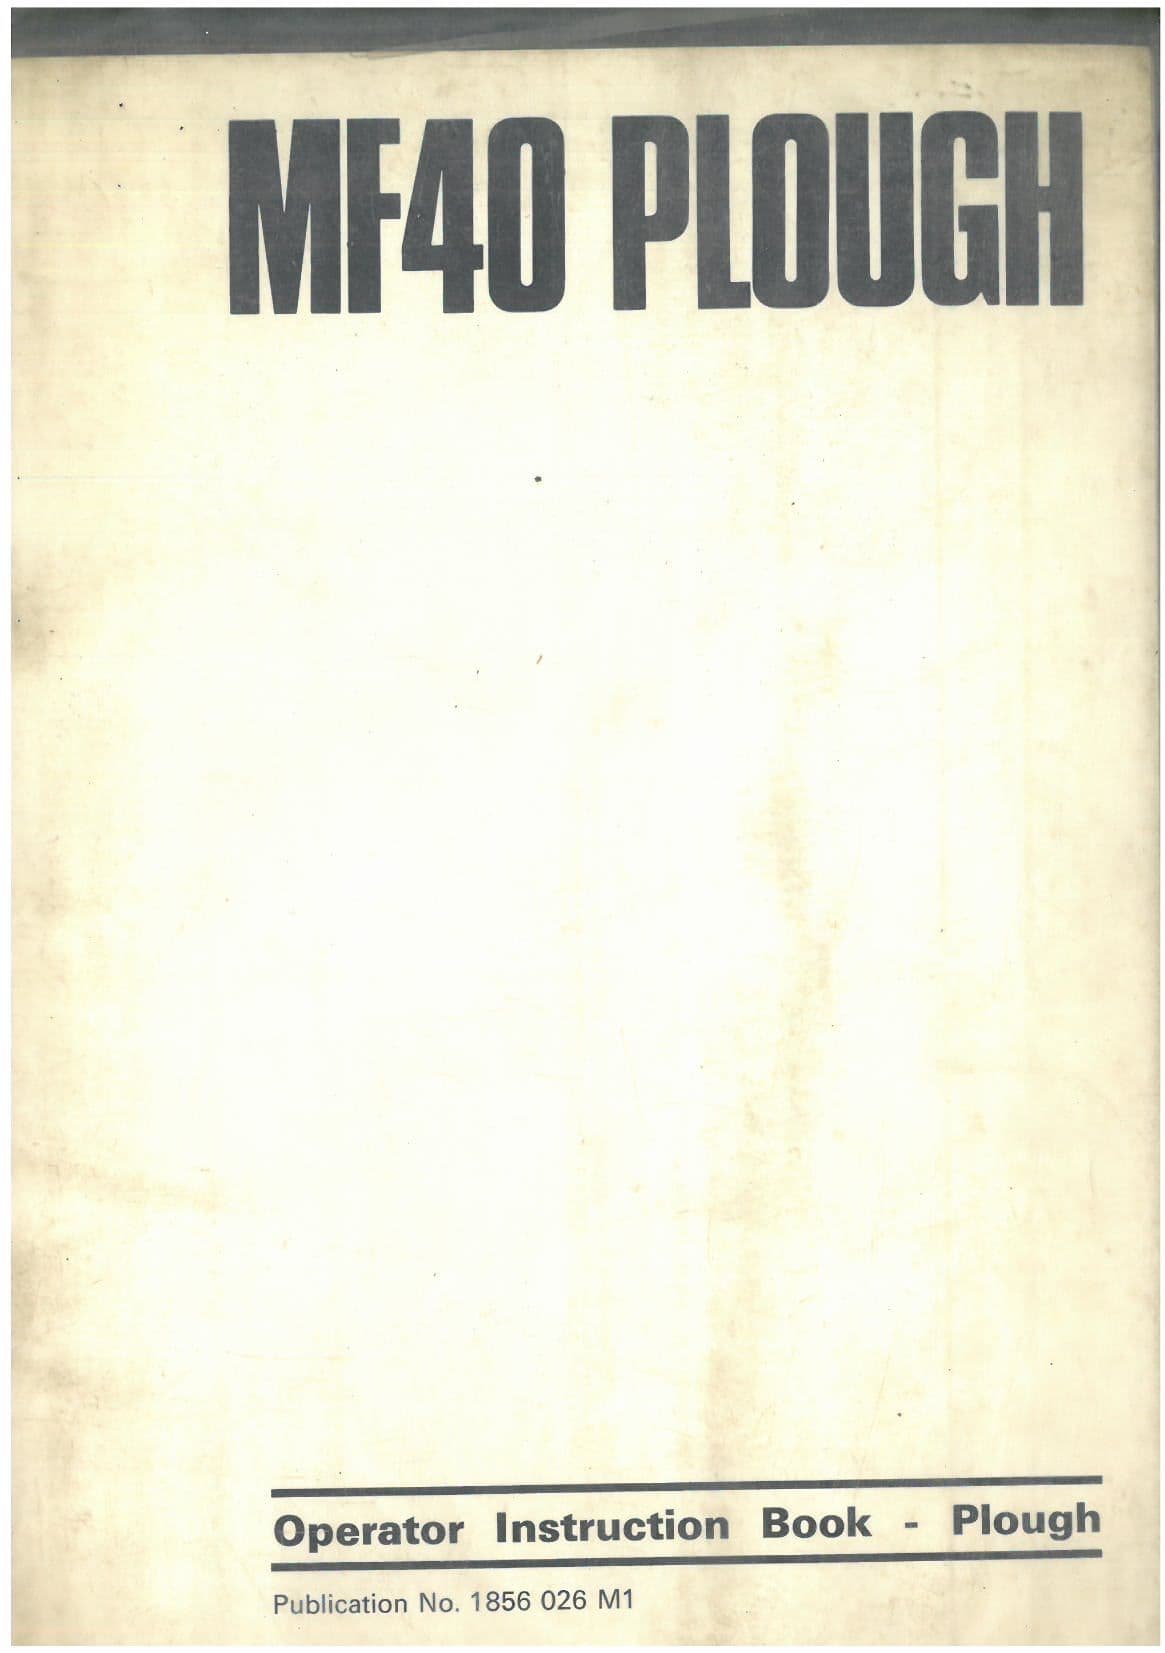 MF40 PLOUGH
Operator Instruction Book - Plough
Publication No. 1856 026 M1